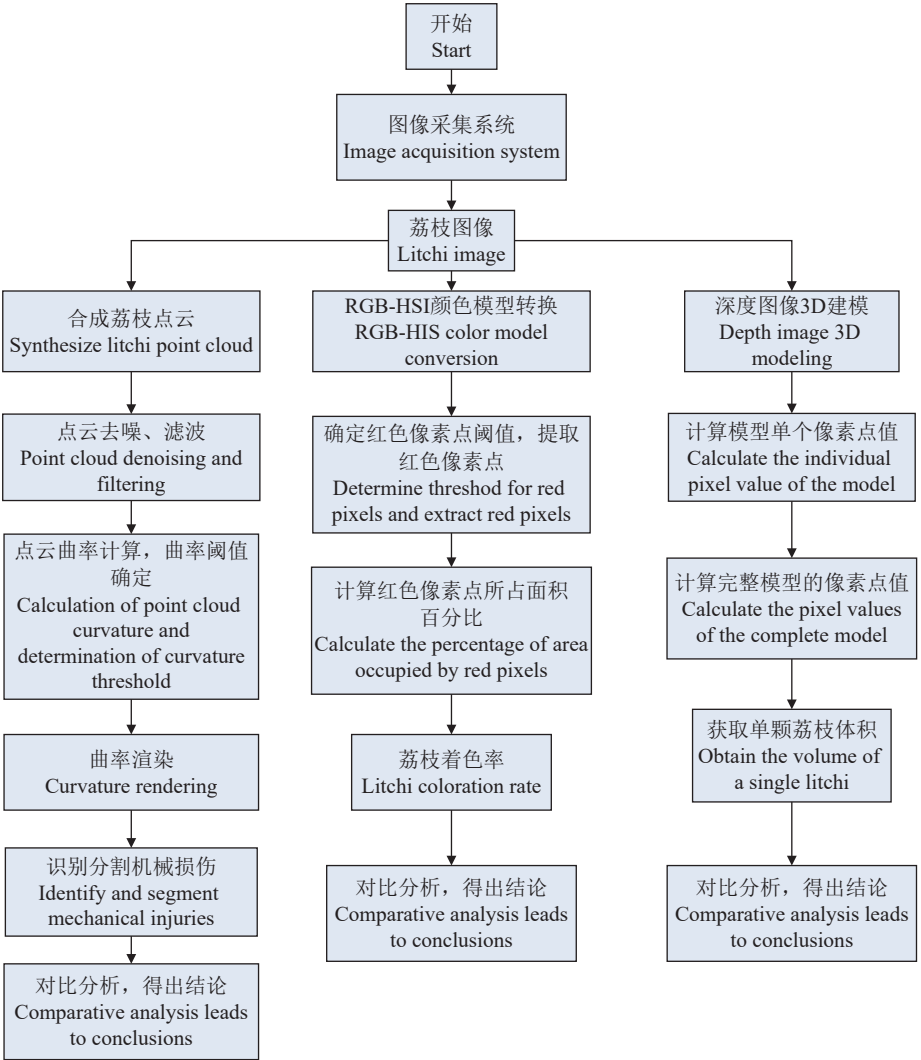 开始
Start
图像采集系统
Image acquisition system
荔枝图像
Litchi image
合成荔枝点云
Synthesize litchi point cloud
点云去噪、滤波
Point cloud denoising and
filtering
点云曲率计算，曲率阈值
确定
Calculation of point cloud
curvature and
determination of curvature
threshold
曲率渲染
Curvature rendering
识别分割机械损伤
Identify and segment
mechanical injuries
对比分析，得出结论
Comparative analysis leads
to conclusions
RGB-HSI颜色模型转换
RGB-HIS color model
conversion
确定红色像素点阈值，提取
红色像素点
Determine threshod for red
pixels and extract red pixels
计算红色像素点所占面积
百分比
Calculate the percentage of area
occupied by red pixels
荔枝着色率
Litchi coloration rate
对比分析，得出结论
Comparative analysis leads
to conclusions
深度图像3D建模
Depth image 3D
modeling
计算模型单个像素点值
Calculate the individual
pixel value of the model
计算完整模型的像素点值
Calculate the pixel values
of the complete model
获取单颗荔枝体积
Obtain the volume of
a single litchi
对比分析，得出结论
Comparative analysis leads
to conclusions